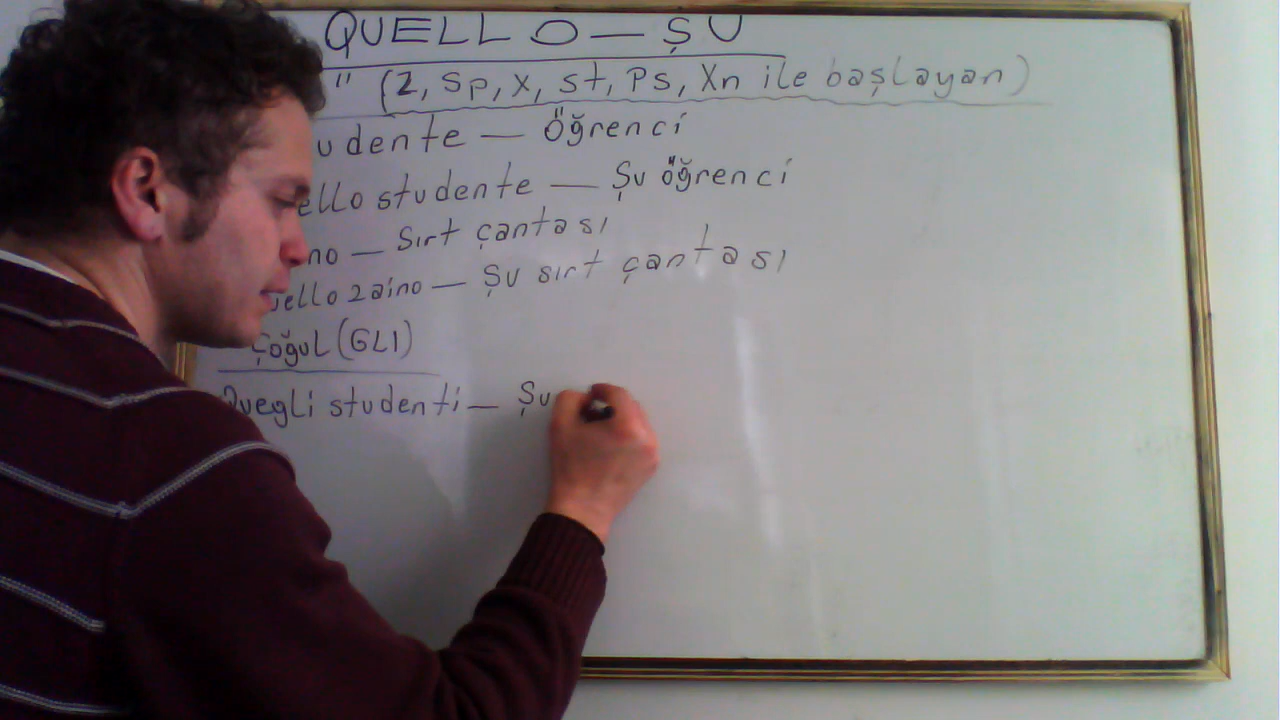 QUELLO — ŞU
" (Z, Sp, X, st, Ps, Xn ile başlayan)
udente — Öğrenci
ello studente — Şu öğrenci
no — Sırt çantası
uello zaino — Şu sırt çantası
Çoğul (GLI)
Quegli studenti — Şu